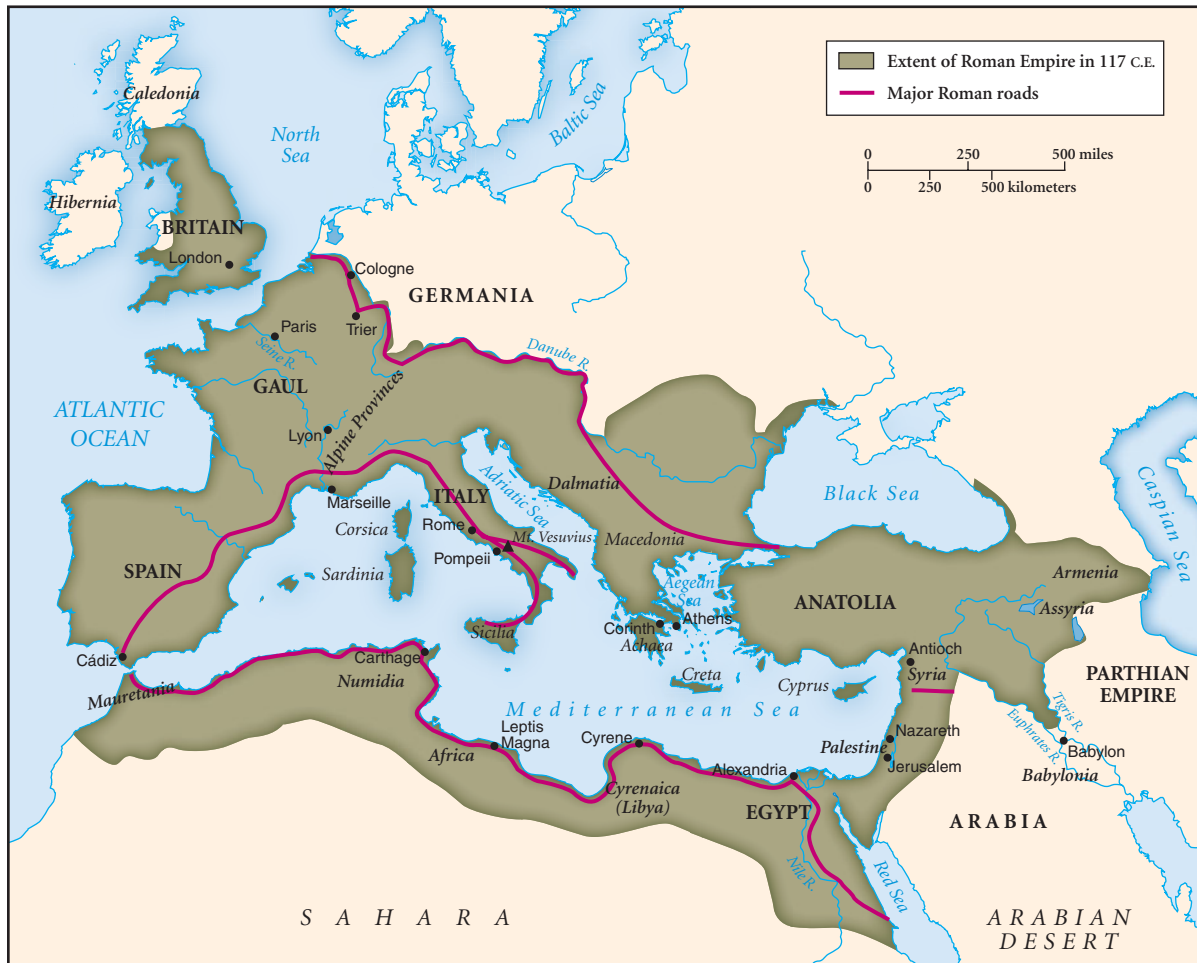 Extent of Roman Empire in 117 C.E.
Major Roman roads
0 250 500 miles
0 250 500 kilometers
Caledonia
North
Sea
Baltic Sea
Hibernia
BRITAIN
London
Cologne
GERMANIA
Trier
Paris
Seine R.
Danube R.
GAUL
ATLANTIC
OCEAN
Lyon
Alpine Provinces
Marseille
Corsica
ITALY
Adriatic Sea
Dalmatia
Black Sea
Caspian Sea
Rome
Mt. Vesuvius
Pompeii
Macedonia
SPAIN
Sardinia
Aegean
Sea
ANATOLIA
Armenia
Assyria
Sicilia
Corinth
Athens
Achaea
Cádiz
Carthage
Numidia
Mauretania
Creta
Cyprus
Antioch
Syria
PARTHIAN
EMPIRE
Mediterranean Sea
Tigris R.
Euphrates R.
Leptis
Magna
Cyrene
Africa
Palestine
Nazareth
Jerusalem
Babylon
Babylonia
Alexandria
Cyrenaica
(Libya)
EGYPT
ARABIA
Nile R.
Red Sea
SAHARA
ARABIAN
DESERT